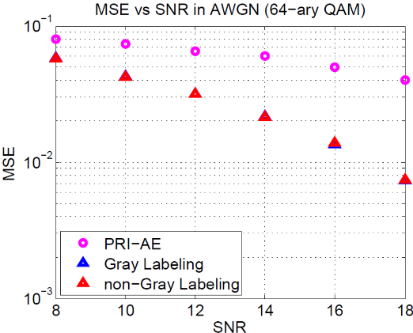 MSE vs SNR in AWGN (64-ary QAM)
10^-1
10^-2
10^-3
MSE
PRI-AE
Gray Labeling
non-Gray Labeling
8 10 12 14 16 18
SNR